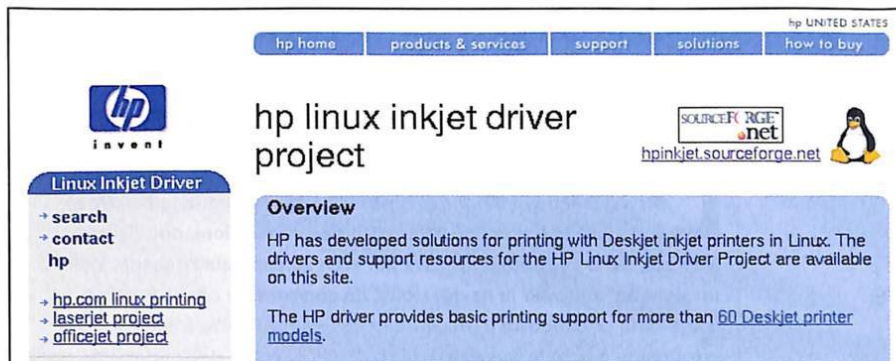 hp UNITED STATES
hp home products & services support solutions how to buy
hp
invent
hp linux inkjet driver
project
SOURCEFORGE™
.net
hpinkjet.sourceforge.net
Linux Inkjet Driver
search
contact
hp
hp.com linux printing
laserjet project
officejet project
Overview
HP has developed solutions for printing with Deskjet inkjet printers in Linux. The
drivers and support resources for the HP Linux Inkjet Driver Project are available
on this site.
The HP driver provides basic printing support for more than 60 Deskjet printer
models.